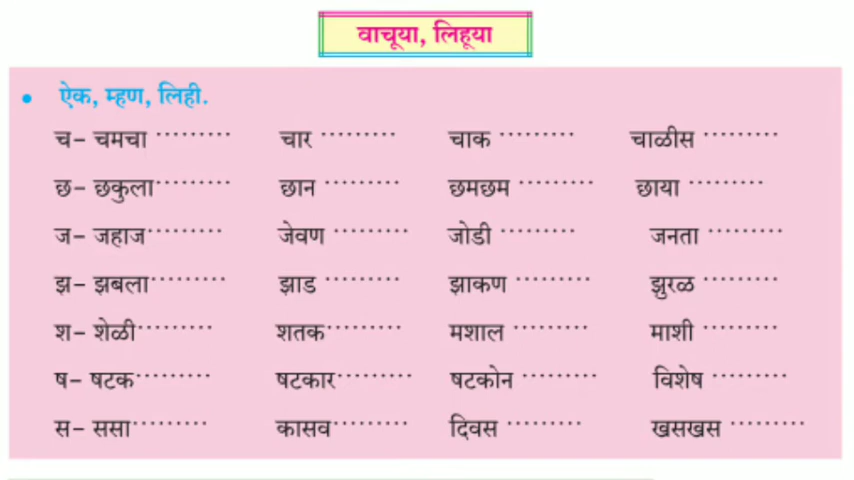 वाचूया, लिहूया
• ऐक, म्हण, लिही.
च- चमचा ......... चार ......... चाक ......... चाळीस .........
छ- छकुला......... छान ......... छमछम ......... छाया .........
ज- जहाज......... जेवण ......... जोडी ......... जनता .........
झ- झबला......... झाड ......... झाकण ......... झुरळ .........
श- शेळी......... शतक......... मशाल ......... माशी .........
ष- षटक......... षटकार......... षटकोन ......... विशेष .........
स- ससा......... कासव......... दिवस ......... खसखस .........